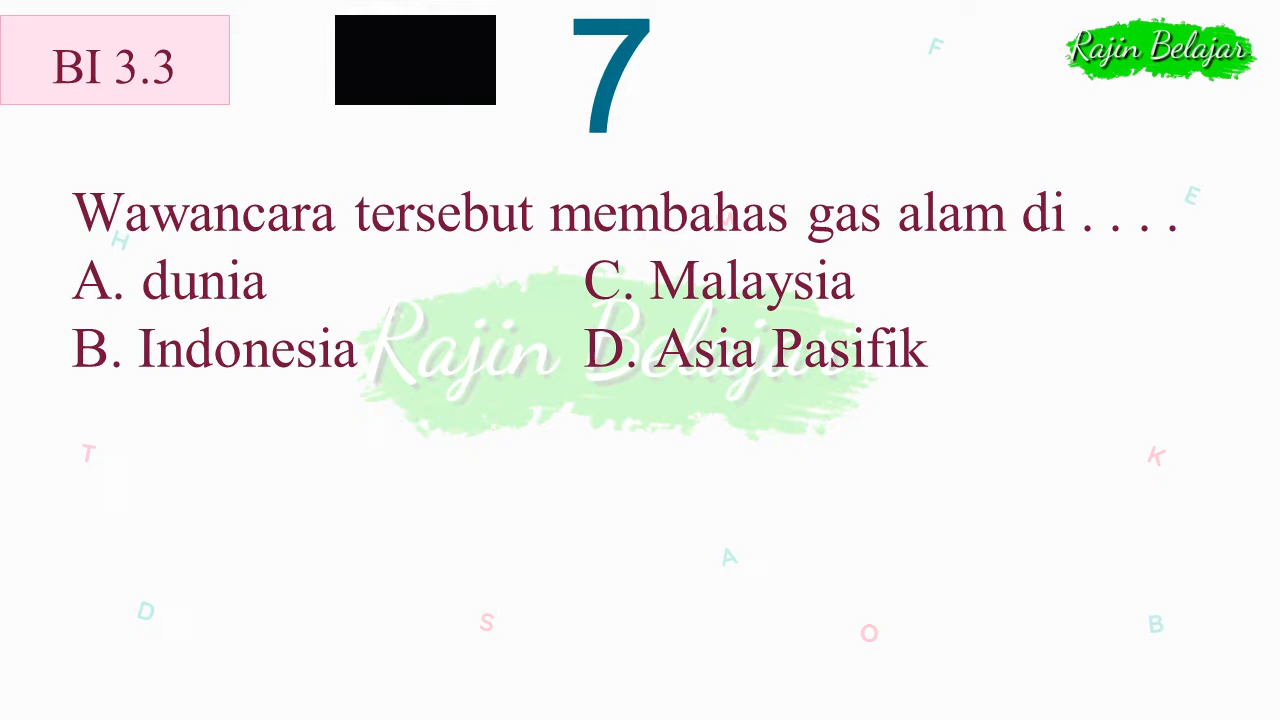 BI 3.3
7
Rajin Belajar
F
E
H
Wawancara tersebut membahas gas alam di . . . .
A. dunia C. Malaysia
B. Indonesia D. Asia Pasifik
Rajin Belajar
T
K
A
D
S
O
B